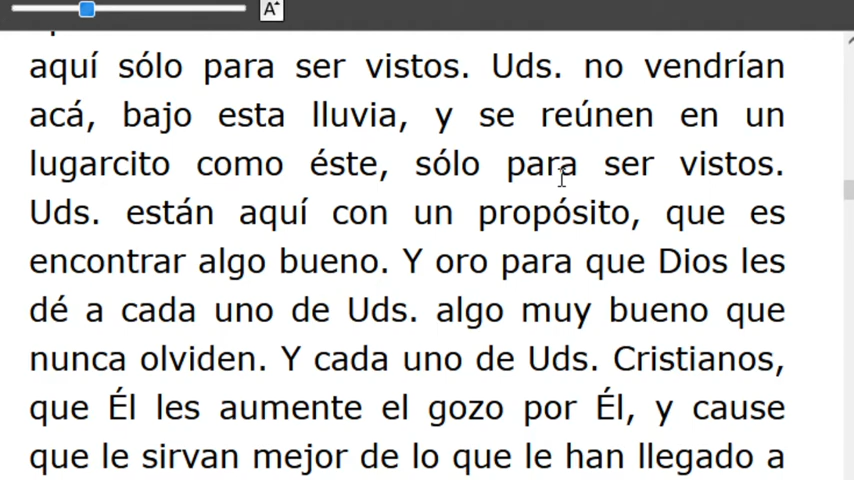 A
aquí sólo para ser vistos. Uds. no vendrían
acá, bajo esta lluvia, y se reúnen en un
lugarcito como éste, sólo para ser vistos.
Uds. están aquí con un propósito, que es
encontrar algo bueno. Y oro para que Dios les
dé a cada uno de Uds. algo muy bueno que
nunca olviden. Y cada uno de Uds. Cristianos,
que Él les aumente el gozo por Él, y cause
que le sirvan mejor de lo que le han llegado a